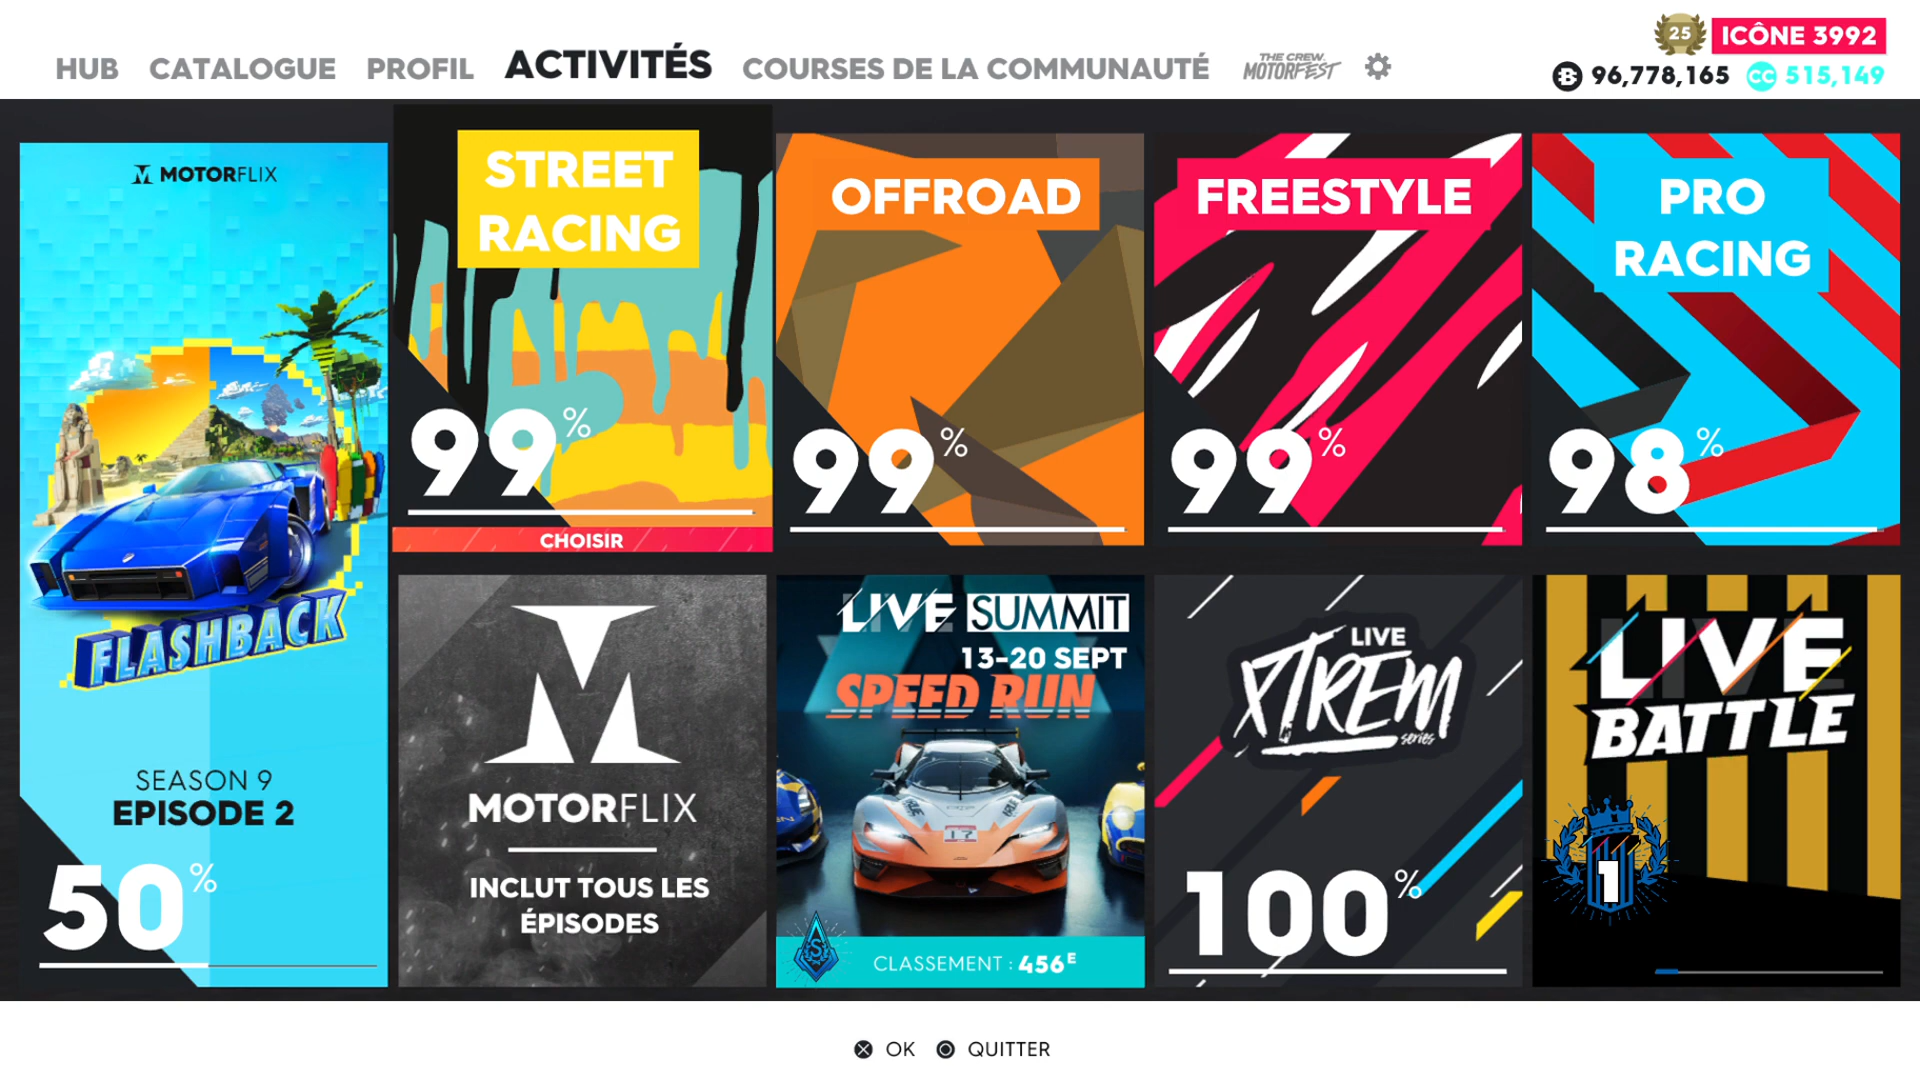 HUB CATALOGUE PROFIL ACTIVITÉS COURSES DE LA COMMUNAUTÉ THE CREW MOTORFEST
25 ICÔNE 3992
96,778,165 CC 515,149
MOTORFLIX
FLASHBACK
SEASON 9
EPISODE 2
50%
STREET
RACING
99%
CHOISIR
OFFROAD
99%
FREESTYLE
99%
PRO
RACING
98%
MOTORFLIX
INCLUT TOUS LES
ÉPISODES
LIVE SUMMIT
13-20 SEPT
SPEED RUN
17
S
CLASSEMENT : 456E
LIVE
XTREM
series
100%
LIVE
BATTLE
1
OK QUITTER